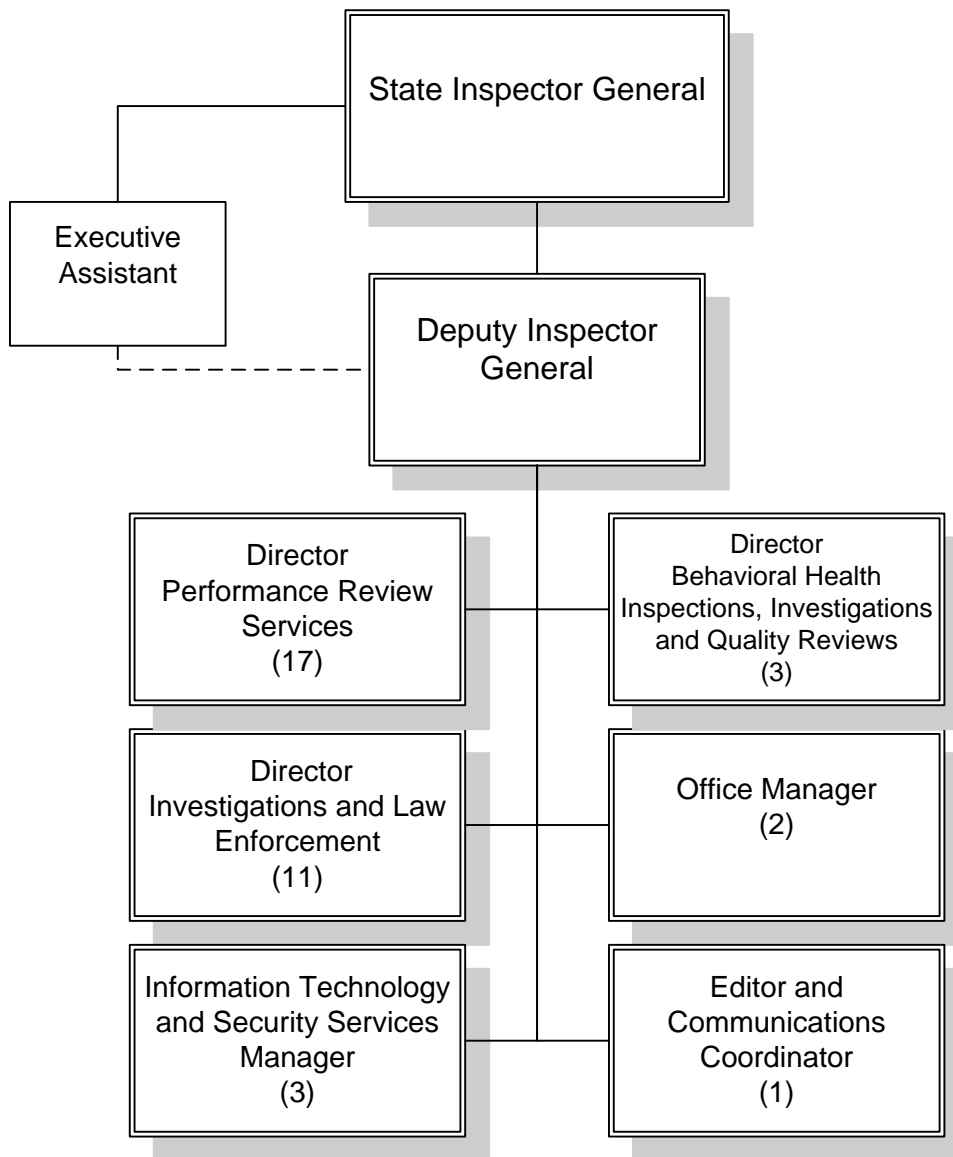 State Inspector General
Executive
Assistant
Deputy Inspector
General
Director
Performance Review
Services
(17)
Director
Behavioral Health
Inspections, Investigations
and Quality Reviews
(3)
Director
Investigations and Law
Enforcement
(11)
Office Manager
(2)
Information Technology
and Security Services
Manager
(3)
Editor and
Communications
Coordinator
(1)